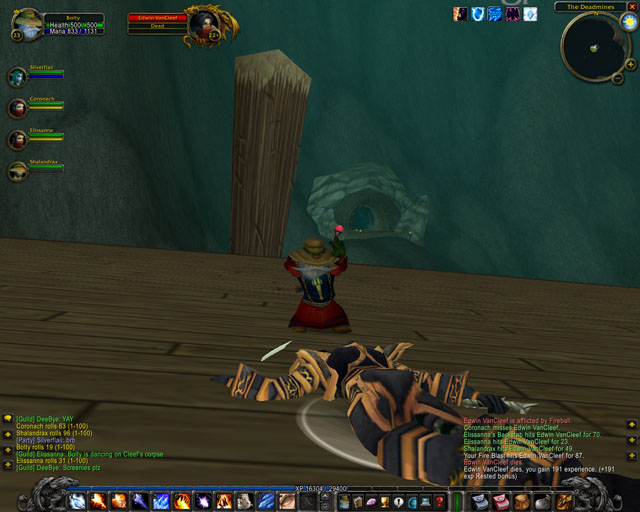 Bolty
Health 500/500
Mana 833 / 1131
23
Edwin VanCleef
Dead
22+
The Deadmines
N
Silverflail
Coronach
Elissanna
Shalandrax
[Guild] DeeBye: YAY
Coronach rolls 63 (1-100)
Shalandrax rolls 96 (1-100)
[Party] Silverflail: brb
Bolty rolls 19 (1-100)
[Guild] Elissanna: Bolty is dancing on Cleef's corpse
Elissanna rolls 31 (1-100)
[Guild] DeeBye: Screenies plz
Edwin VanCleef is afflicted by Fireball.
Coronach misses Edwin VanCleef.
Elissanna's Backstab hits Edwin VanCleef for 70.
Elissanna hits Edwin VanCleef for 23.
Shalandrax hits Edwin VanCleef for 49.
Your Fire Blast hits Edwin VanCleef for 87.
Edwin VanCleef dies.
Edwin VanCleef dies, you gain 191 experience. (+191
exp Rested bonus)
XP 16304 / 29400